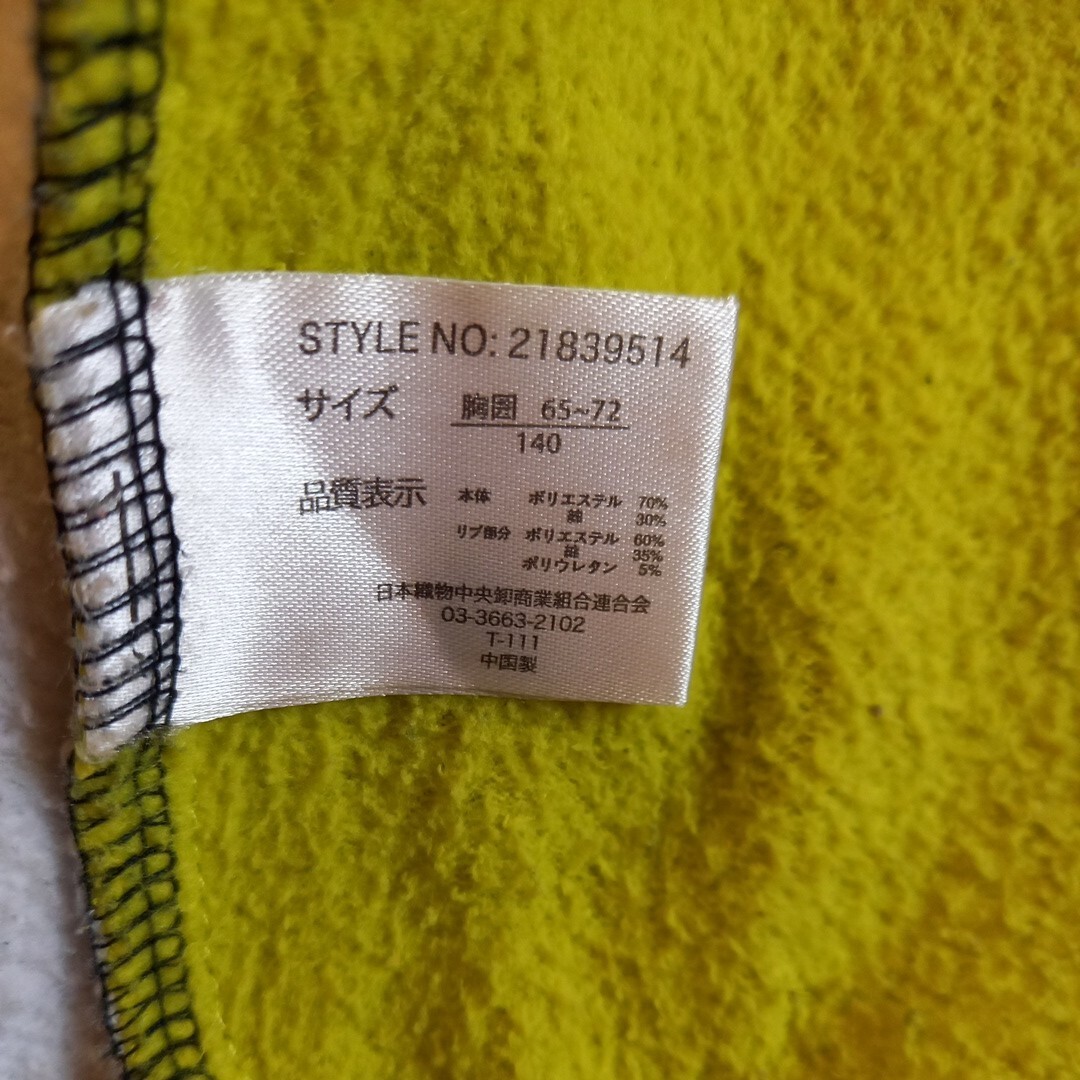 STYLE NO: 21839514
サイズ 胸囲 65~72
140
品質表示 本体 ポリエステル 70%
綿 30%
リブ部分 ポリエステル 60%
綿 35%
ポリウレタン 5%
日本織物中央卸商業組合連合会
03-3663-2102
T-111
中国製